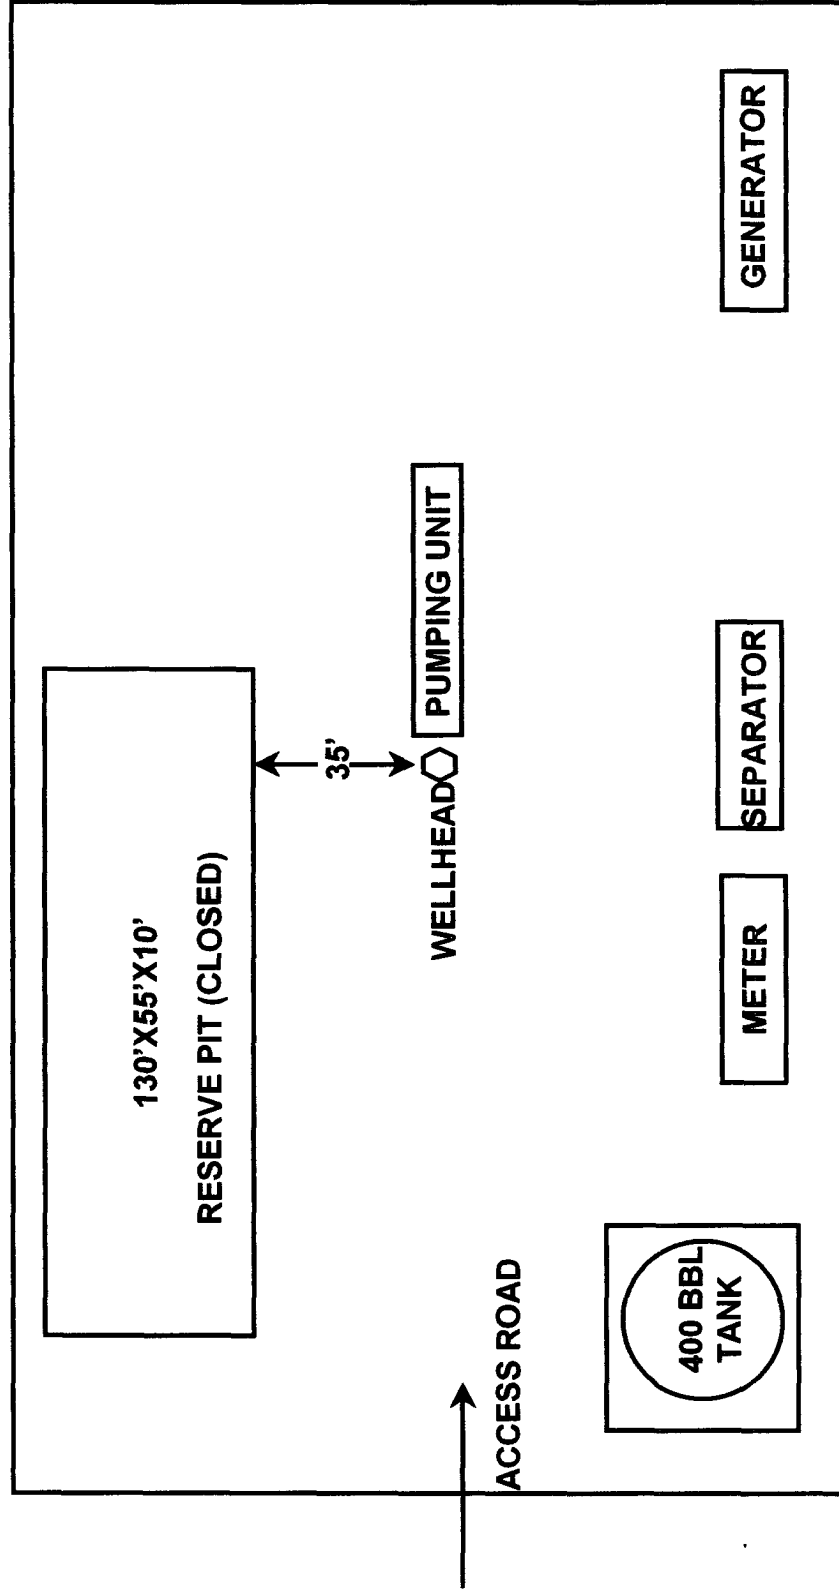 130'X55'X10'
RESERVE PIT (CLOSED)
35'
WELLHEAD
PUMPING UNIT
ACCESS ROAD
400 BBL
TANK
METER
SEPARATOR
GENERATOR